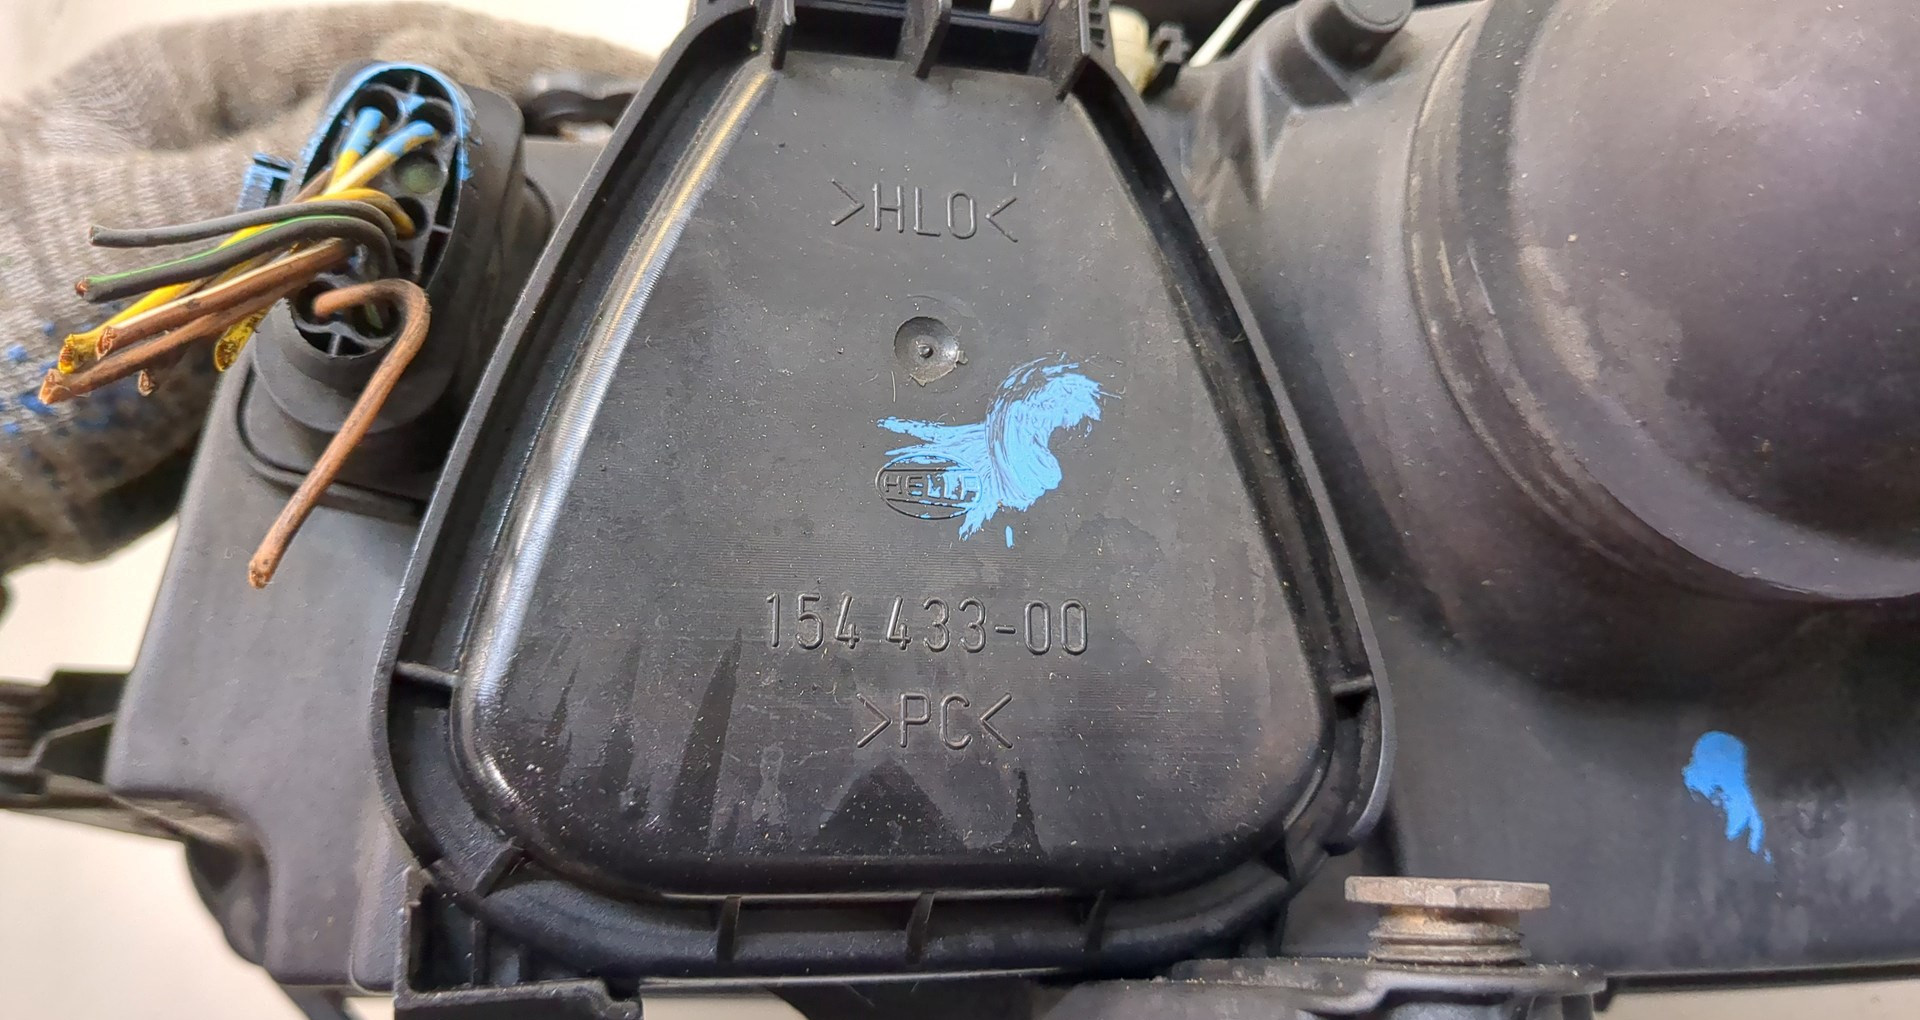 >HLO<
HELLA
154 433-00
>PC<